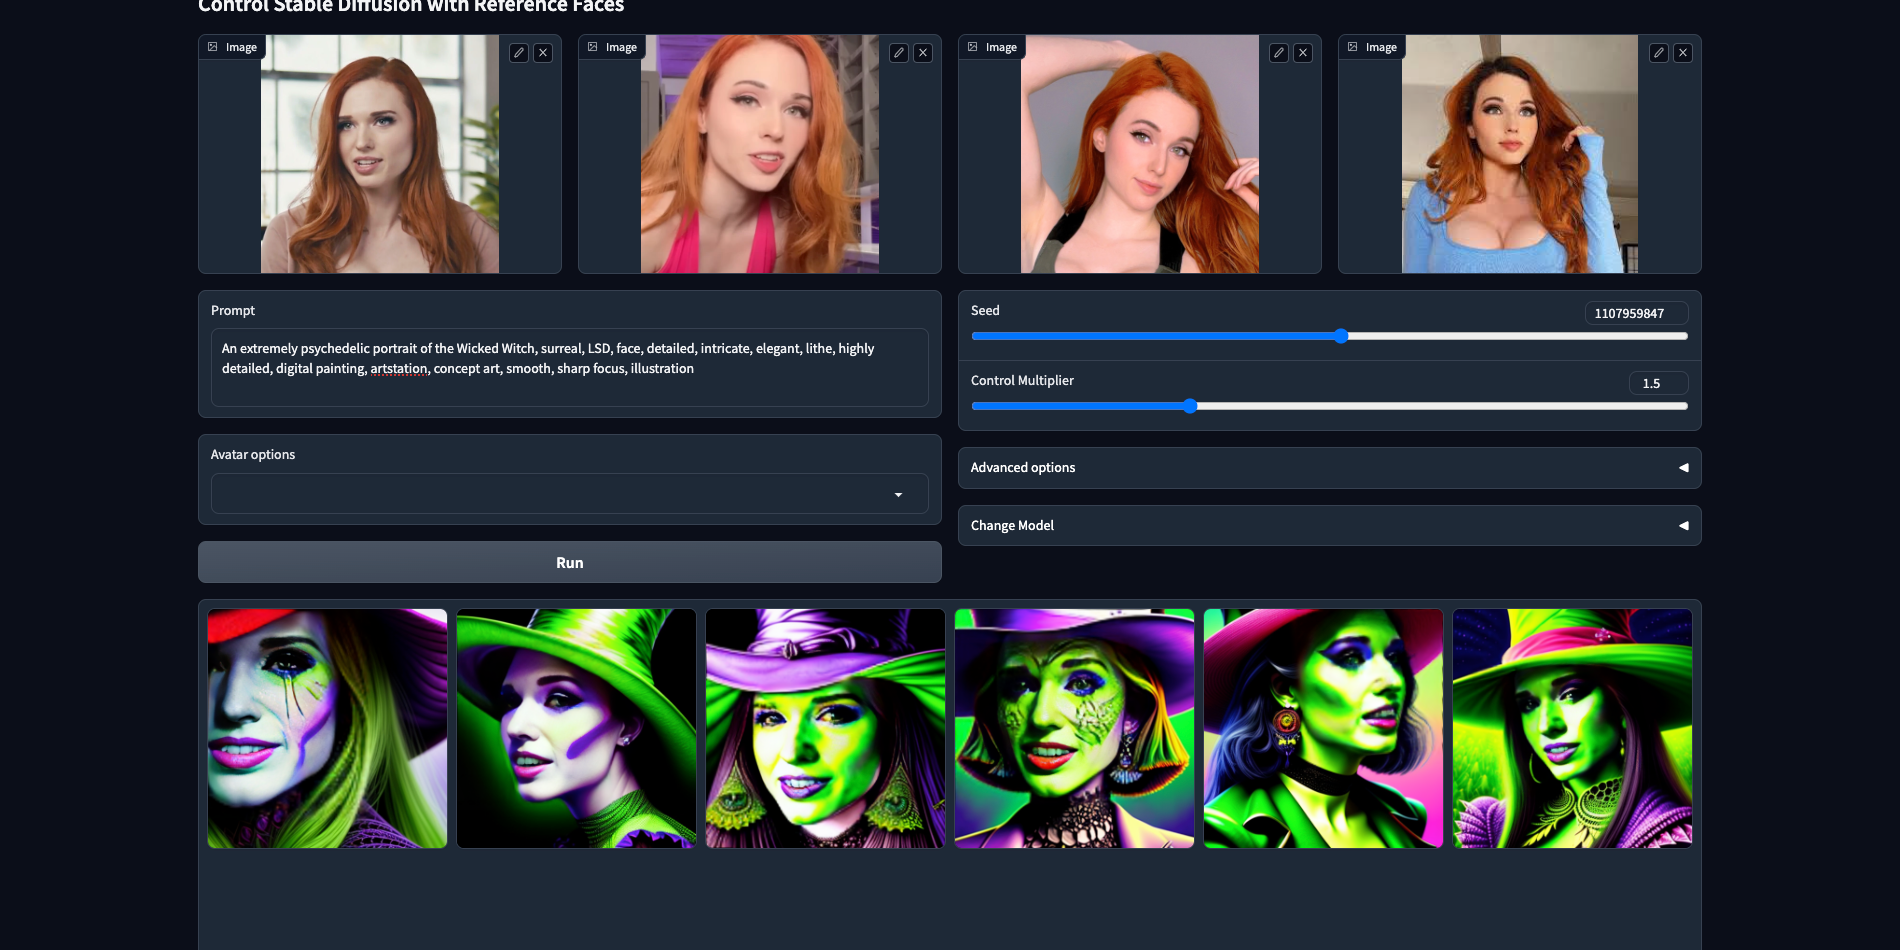 Control Stable Diffusion with Reference Faces
Image
Image
Image
Image
Prompt
An extremely psychedelic portrait of the Wicked Witch, surreal, LSD, face, detailed, intricate, elegant, lithe, highly
detailed, digital painting, artstation, concept art, smooth, sharp focus, illustration
Seed
1107959847
Control Multiplier
1.5
Avatar options
Advanced options
Change Model
Run